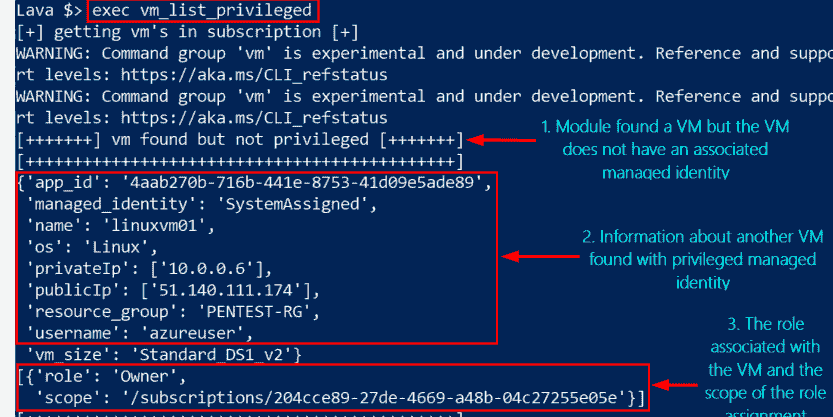 Lava $> exec vm_list_privileged
[+] getting vm's in subscription [+]
WARNING: Command group 'vm' is experimental and under development. Reference and suppo
rt levels: https://aka.ms/CLI_refstatus
WARNING: Command group 'vm' is experimental and under development. Reference and suppo
rt levels: https://aka.ms/CLI_refstatus
[+++++++] vm found but not privileged [+++++++]
[+++++++++++++++++++++++++++++++++++++++++++++]
1. Module found a VM but the VM
does not have an associated
managed identity
{'app_id': '4aab270b-716b-441e-8753-41d09e5ade89',
'managed_identity': 'SystemAssigned',
'name': 'linuxvm01',
'os': 'Linux',
'privateIp': ['10.0.0.6'],
'publicIp': ['51.140.111.174'],
'resource_group': 'PENTEST-RG',
'username': 'azureuser',
'vm_size': 'Standard_DS1_v2'}
2. Information about another VM
found with privileged managed
identity
[{'role': 'Owner',
'scope': '/subscriptions/204cce89-27de-4669-a48b-04c27255e05e'}]
3. The role
associated with
the VM and the
scope of the role
assignment